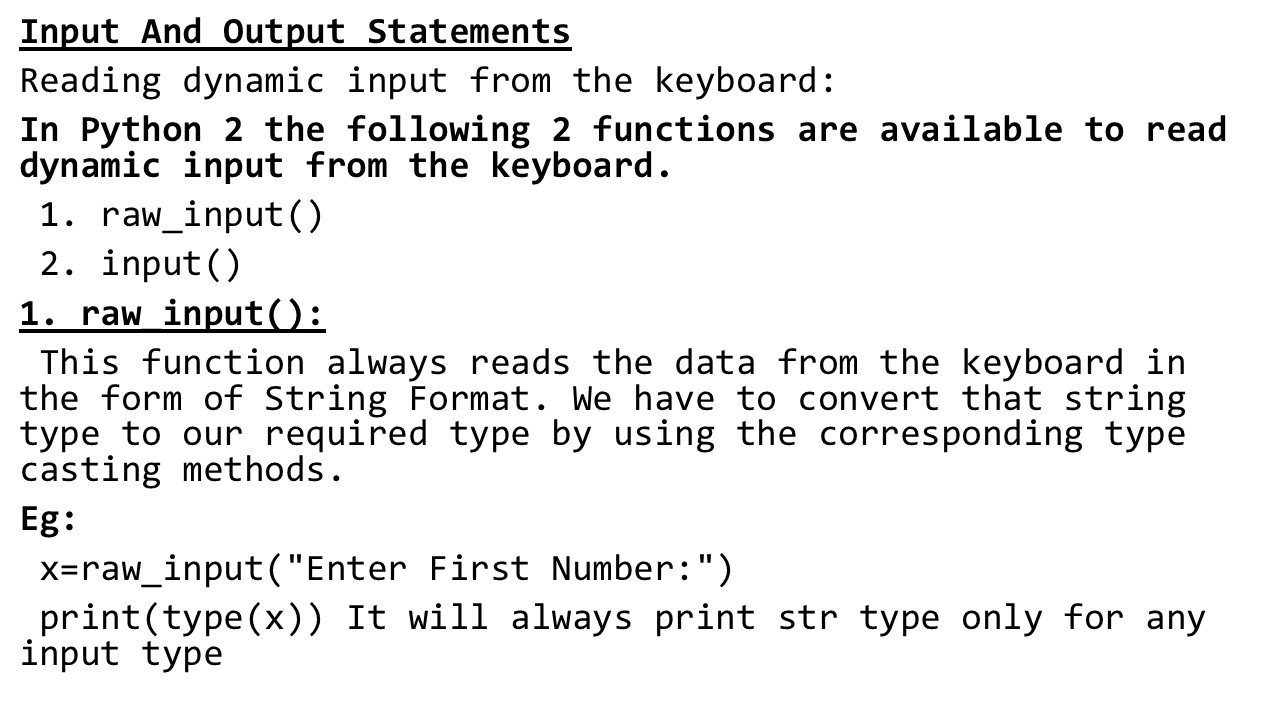 Input And Output Statements
Reading dynamic input from the keyboard:
In Python 2 the following 2 functions are available to read
dynamic input from the keyboard.
1. raw_input()
2. input()
1. raw_input():
This function always reads the data from the keyboard in
the form of String Format. We have to convert that string
type to our required type by using the corresponding type
casting methods.
Eg:
x=raw_input("Enter First Number:")
print(type(x)) It will always print str type only for any
input type